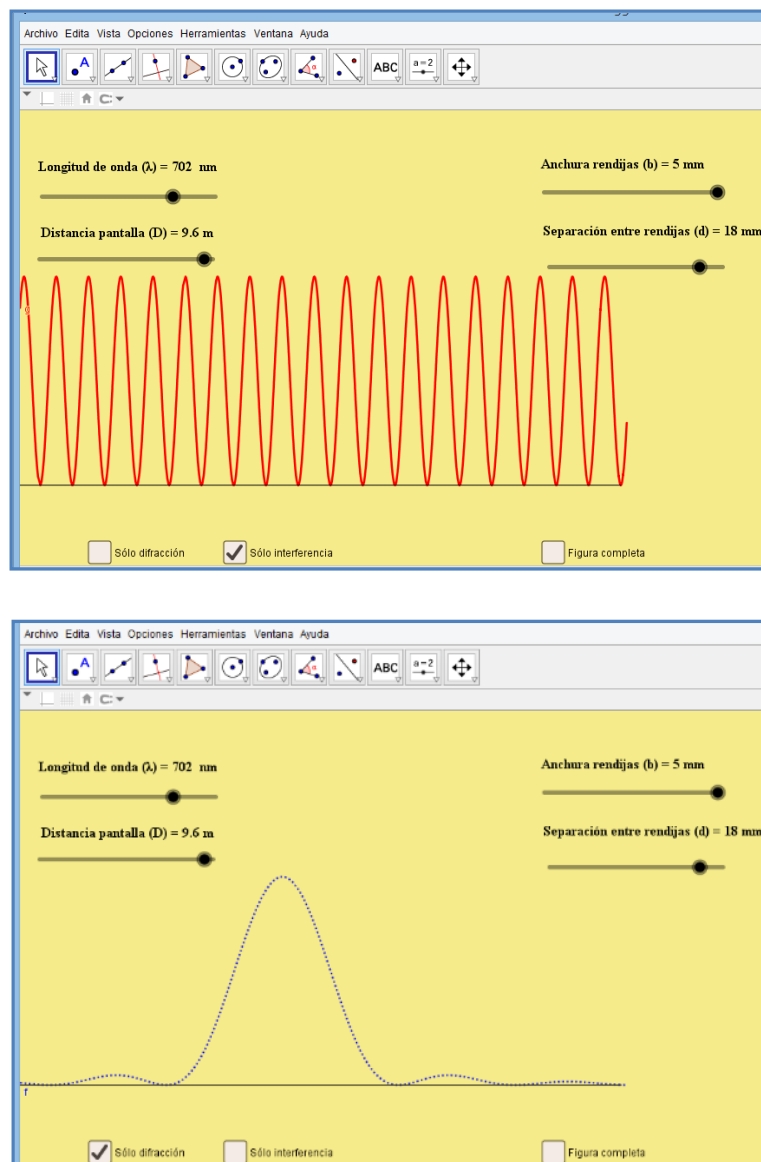 Archivo Edita Vista Opciones Herramientas Ventana Ayuda
A ABC a=2
Longitud de onda (λ) = 702 nm
Anchura rendijas (b) = 5 mm
Distancia pantalla (D) = 9.6 m
Separación entre rendijas (d) = 18 mm
Sólo difracción Sólo interferencia Figura completa
Archivo Edita Vista Opciones Herramientas Ventana Ayuda
A ABC a=2
Longitud de onda (λ) = 702 nm
Anchura rendijas (b) = 5 mm
Distancia pantalla (D) = 9.6 m
Separación entre rendijas (d) = 18 mm
f
Sólo difracción Sólo interferencia Figura completa